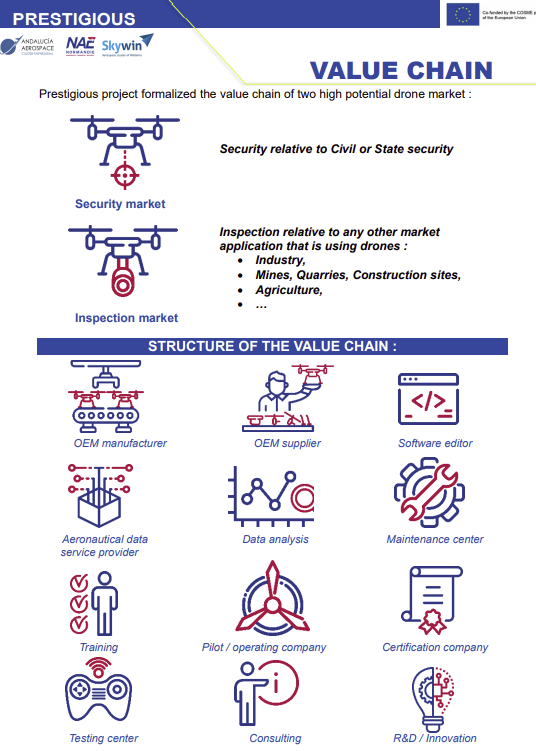 PRESTIGIOUS
Co-funded by the COSME p
of the European Union
ANDALUCÍA
AEROSPACE
NAE
NORMANDIE
Skywin
VALUE CHAIN
Prestigious project formalized the value chain of two high potential drone market :
Security relative to Civil or State security
Security market
Inspection relative to any other market
application that is using drones :
• Industry,
• Mines, Quarries, Construction sites,
• Agriculture,
• …
Inspection market
STRUCTURE OF THE VALUE CHAIN :
</>
OEM manufacturer
OEM supplier
Software editor
Aeronautical data
service provider
Data analysis
Maintenance center
Training
Pilot / operating company
Certification company
i
Testing center
Consulting
R&D / Innovation